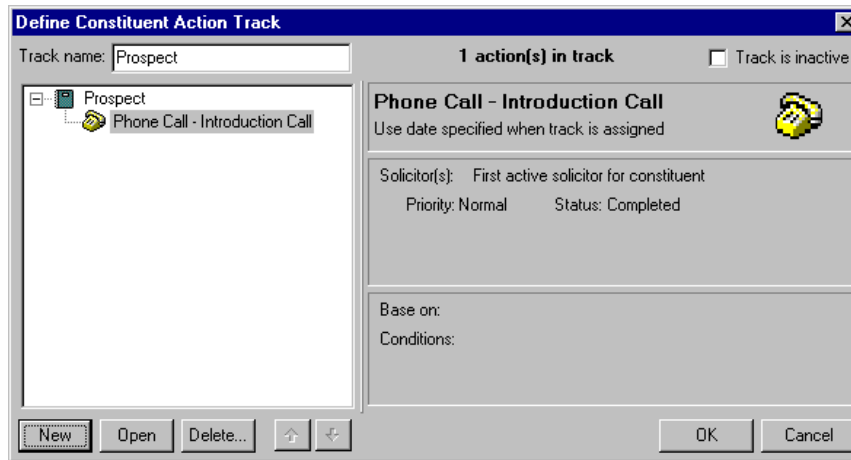 Define Constituent Action Track
Track name: Prospect
1 action(s) in track
Track is inactive
Prospect
Phone Call - Introduction Call
Phone Call - Introduction Call
Use date specified when track is assigned
Solicitor(s): First active solicitor for constituent
Priority: Normal Status: Completed
Base on:
Conditions:
New Open Delete... OK Cancel